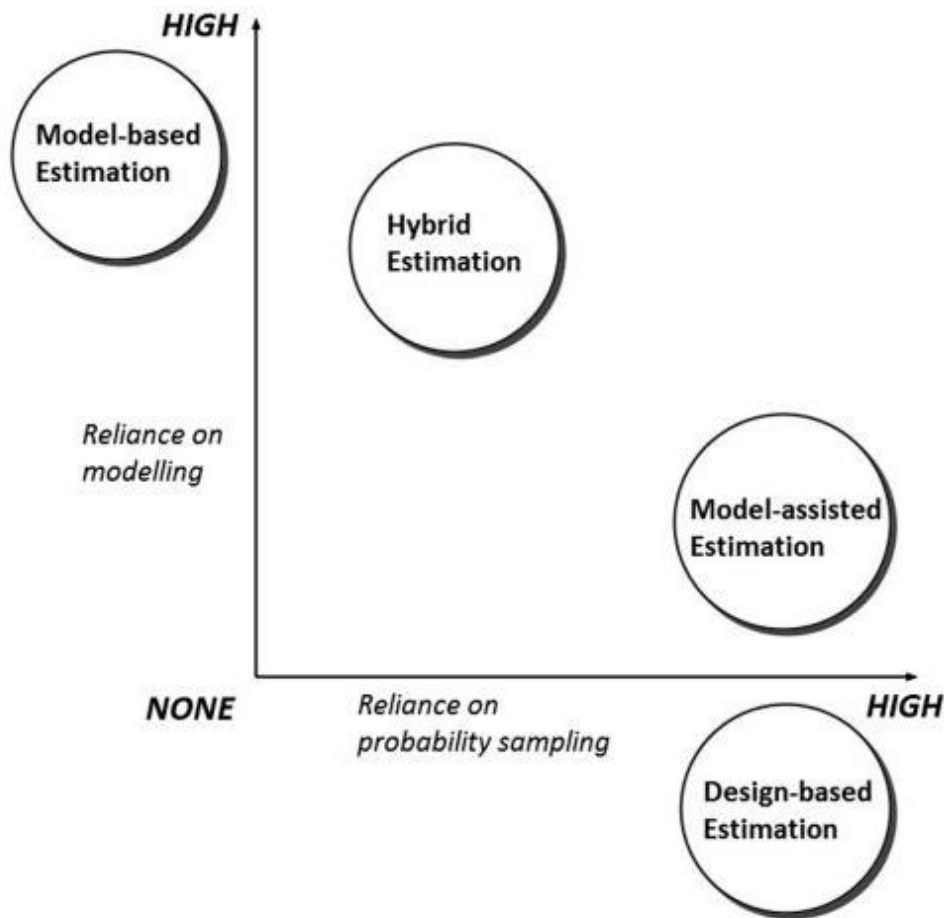 HIGH
Model-based
Estimation
Hybrid
Estimation
Reliance on
modelling
Model-assisted
Estimation
NONE
Reliance on
probability sampling
HIGH
Design-based
Estimation